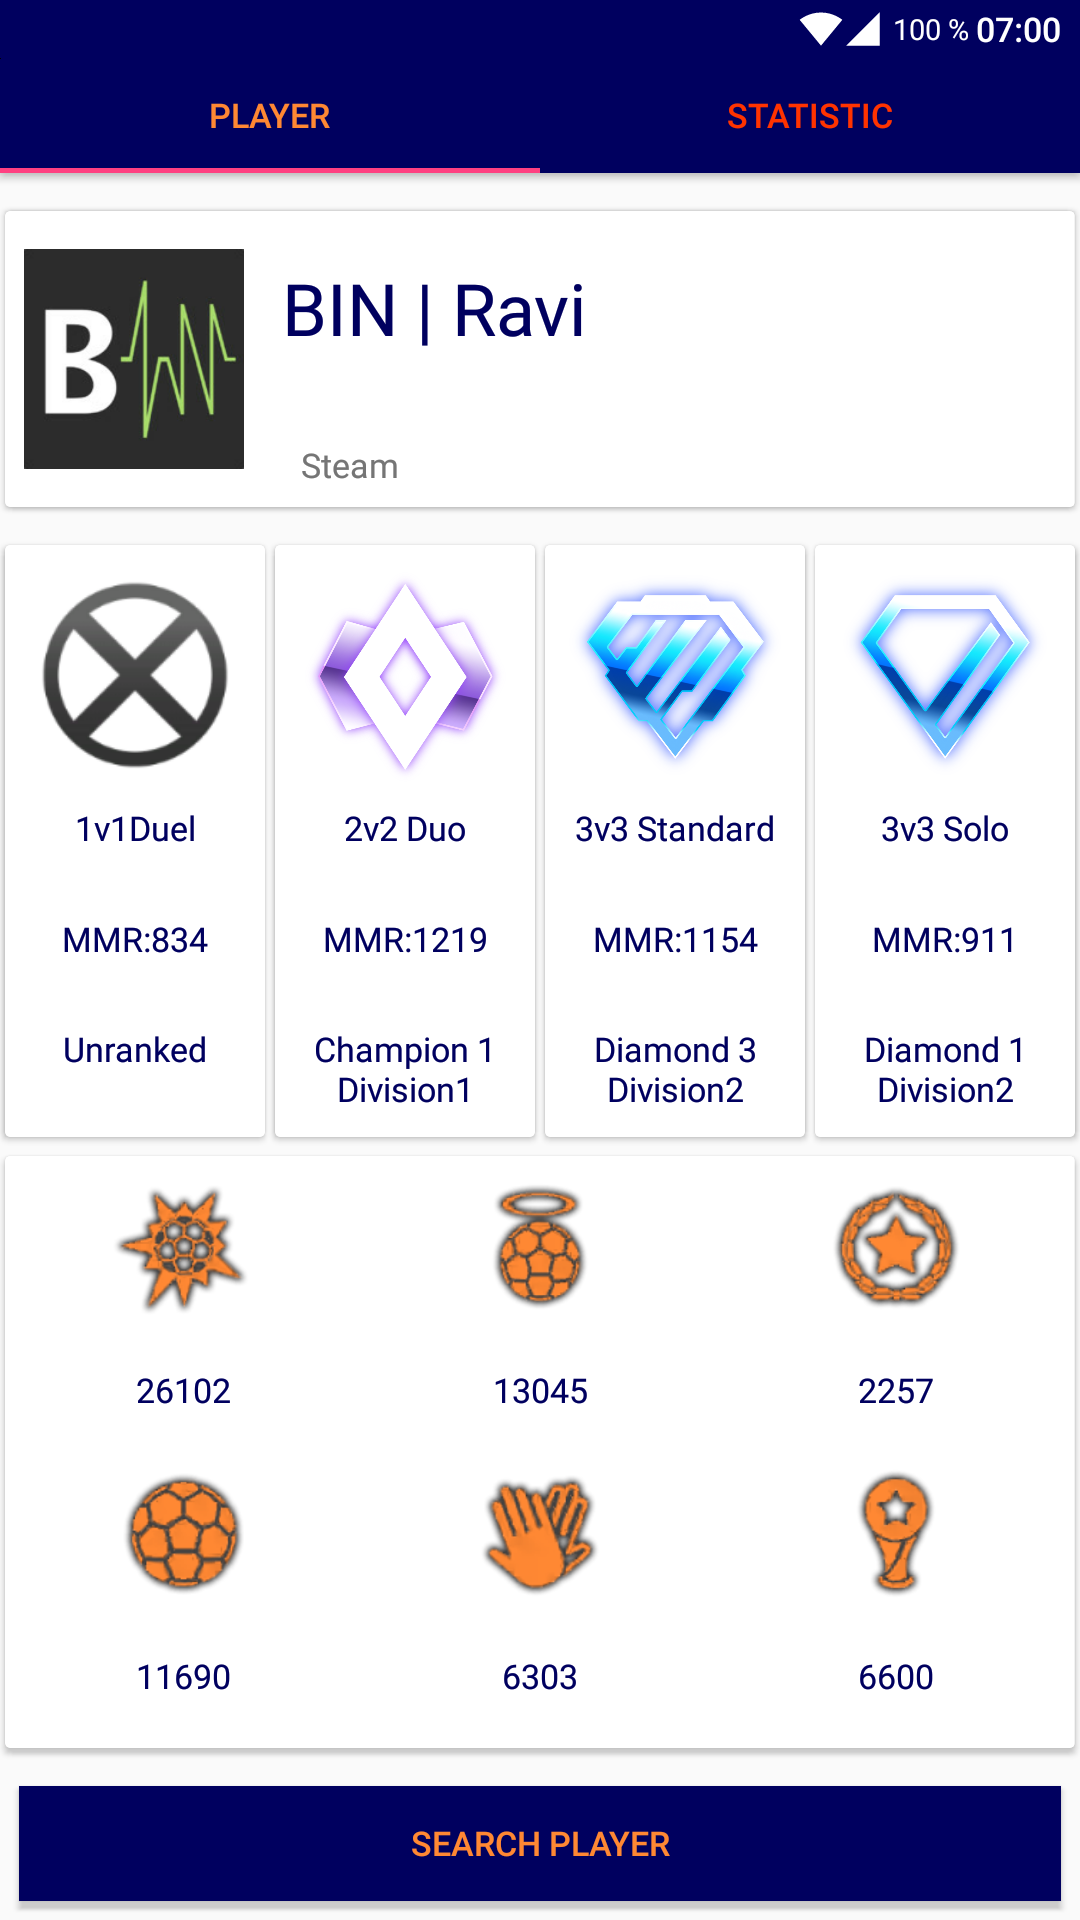 100 % 07:00
PLAYER
STATISTIC
B
BIN | Ravi
Steam
1v1Duel
MMR:834
Unranked
2v2 Duo
MMR:1219
Champion 1
Division1
3v3 Standard
MMR:1154
Diamond 3
Division2
3v3 Solo
MMR:911
Diamond 1
Division2
26102
13045
2257
11690
6303
6600
SEARCH PLAYER